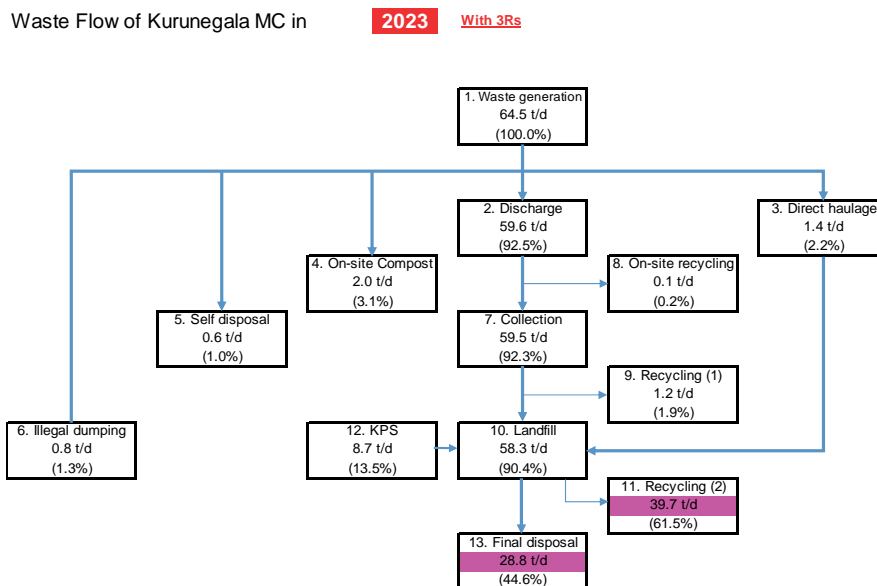 Waste Flow of Kurunegala MC in 2023 With 3Rs
1. Waste generation
64.5 t/d
(100.0%)
2. Discharge
59.6 t/d
(92.5%)
3. Direct haulage
1.4 t/d
(2.2%)
4. On-site Compost
2.0 t/d
(3.1%)
8. On-site recycling
0.1 t/d
(0.2%)
5. Self disposal
0.6 t/d
(1.0%)
7. Collection
59.5 t/d
(92.3%)
9. Recycling (1)
1.2 t/d
(1.9%)
6. Illegal dumping
0.8 t/d
(1.3%)
12. KPS
8.7 t/d
(13.5%)
10. Landfill
58.3 t/d
(90.4%)
11. Recycling (2)
39.7 t/d
(61.5%)
13. Final disposal
28.8 t/d
(44.6%)